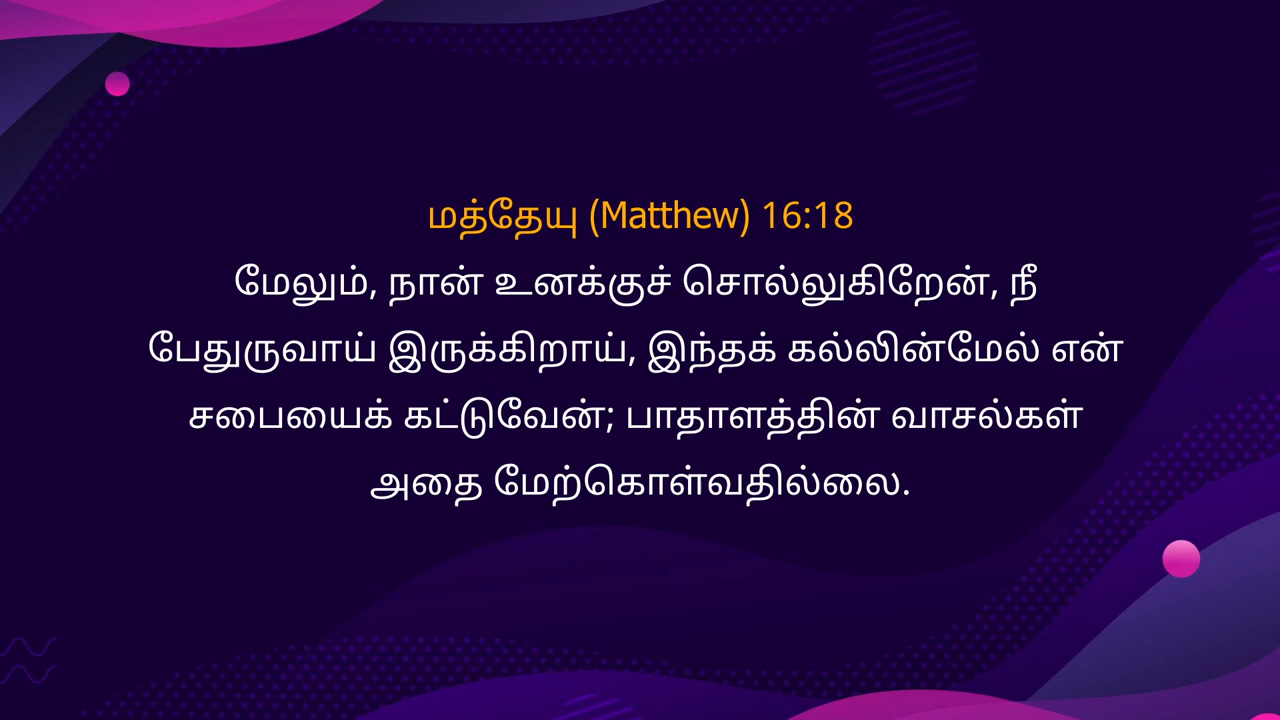 மத்தேயு (Matthew) 16:18
மேலும், நான் உனக்குச் சொல்லுகிறேன், நீ
பேதுருவாய் இருக்கிறாய், இந்தக் கல்லின்மேல் என்
சபையைக் கட்டுவேன்; பாதாளத்தின் வாசல்கள்
அதை மேற்கொள்வதில்லை.